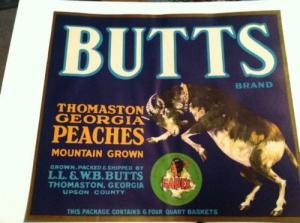 BUTTS
BRAND
THOMASTON
GEORGIA
PEACHES
MOUNTAIN GROWN
GROWN, PACKED & SHIPPED BY
L.L. & W.B. BUTTS
THOMASTON, GEORGIA
UPSON COUNTY
THIS PACKAGE CONTAINS 6 FOUR QUART BASKETS